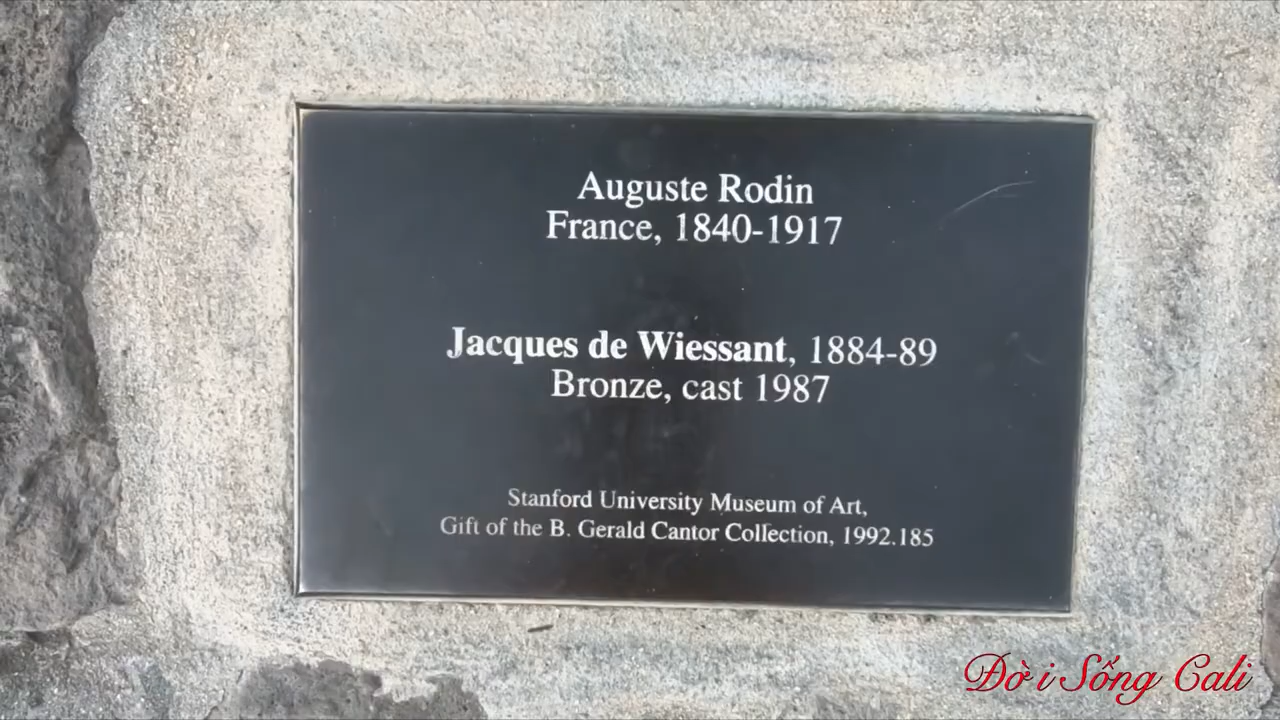 Auguste Rodin
France, 1840-1917
Jacques de Wiessant, 1884-89
Bronze, cast 1987
Stanford University Museum of Art,
Gift of the B. Gerald Cantor Collection, 1992.185
Đời Sống Cali